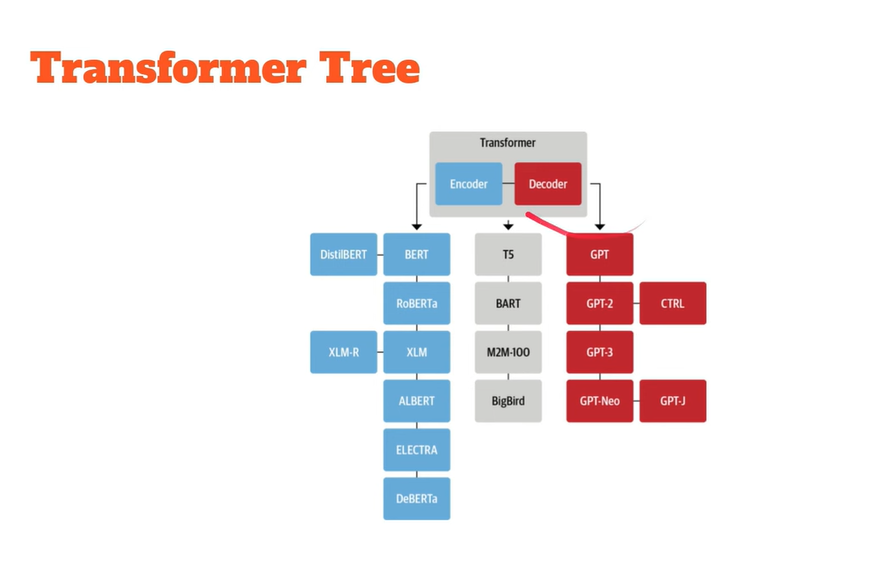 Transformer Tree
Transformer
Encoder Decoder
DistilBERT BERT T5 GPT
RoBERTa BART GPT-2 CTRL
XLM-R XLM M2M-100 GPT-3
ALBERT BigBird GPT-Neo GPT-J
ELECTRA
DeBERTa